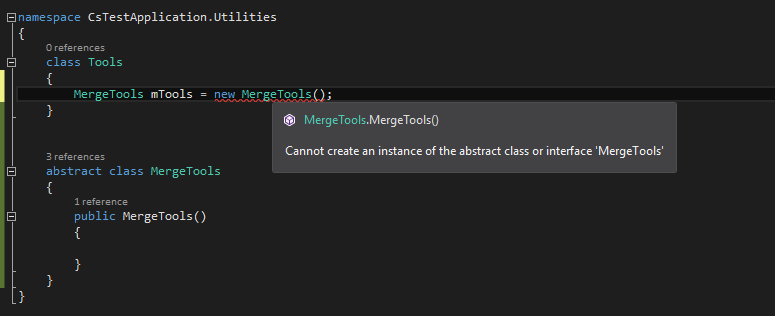 namespace CsTestApplication.Utilities
{
0 references
class Tools
{
MergeTools mTools = new MergeTools();
}
MergeTools.MergeTools()
Cannot create an instance of the abstract class or interface 'MergeTools'
3 references
abstract class MergeTools
{
1 reference
public MergeTools()
{
}
}
}